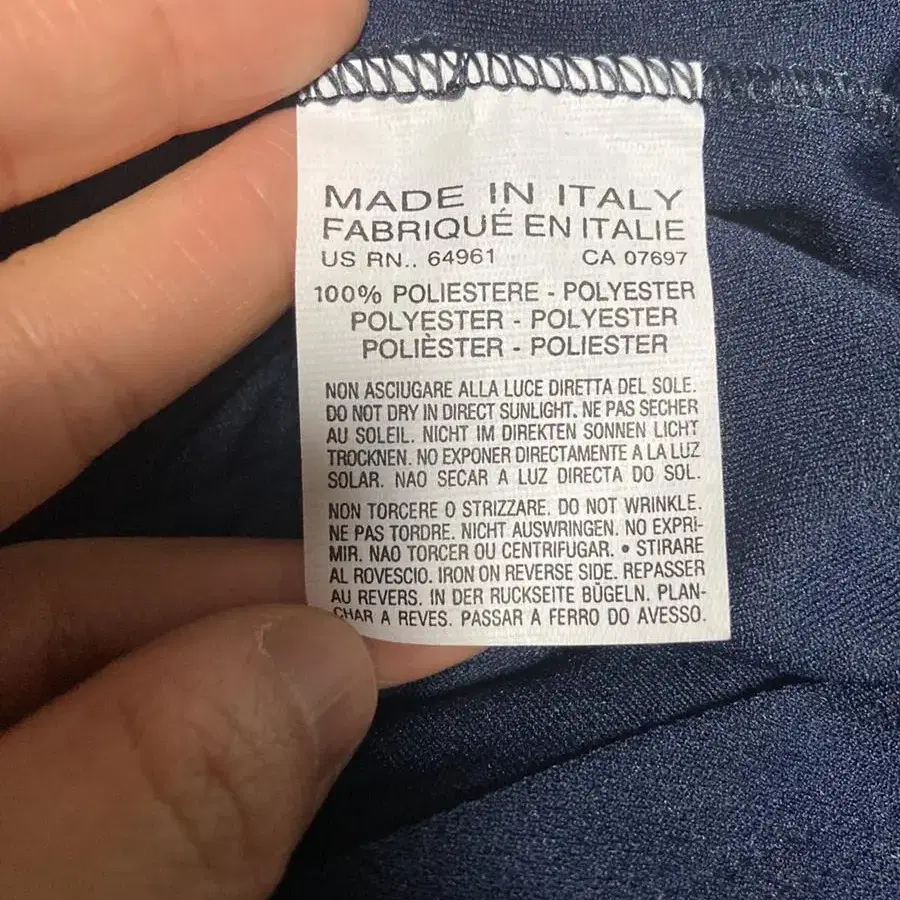 MADE IN ITALY
FABRIQUÉ EN ITALIE
US RN.. 64961 CA 07697
100% POLIESTERE - POLYESTER
POLYESTER - POLYESTER
POLIÈSTER - POLIESTER
NON ASCIUGARE ALLA LUCE DIRETTA DEL SOLE.
DO NOT DRY IN DIRECT SUNLIGHT. NE PAS SECHER
AU SOLEIL. NICHT IM DIREKTEN SONNEN LICHT
TROCKNEN. NO EXPONER DIRECTAMENTE A LA LUZ
SOLAR. NAO SECAR A LUZ DIRECTA DO SOL.
NON TORCERE O STRIZZARE. DO NOT WRINKLE.
NE PAS TORDRE. NICHT AUSWRINGEN. NO EXPRI-
MIR. NAO TORCER OU CENTRIFUGAR. • STIRARE
AL ROVESCIO. IRON ON REVERSE SIDE. REPASSER
AU REVERS. IN DER RUCKSEITE BÜGELN. PLAN-
CHAR A REVES. PASSAR A FERRO DO AVESSO.